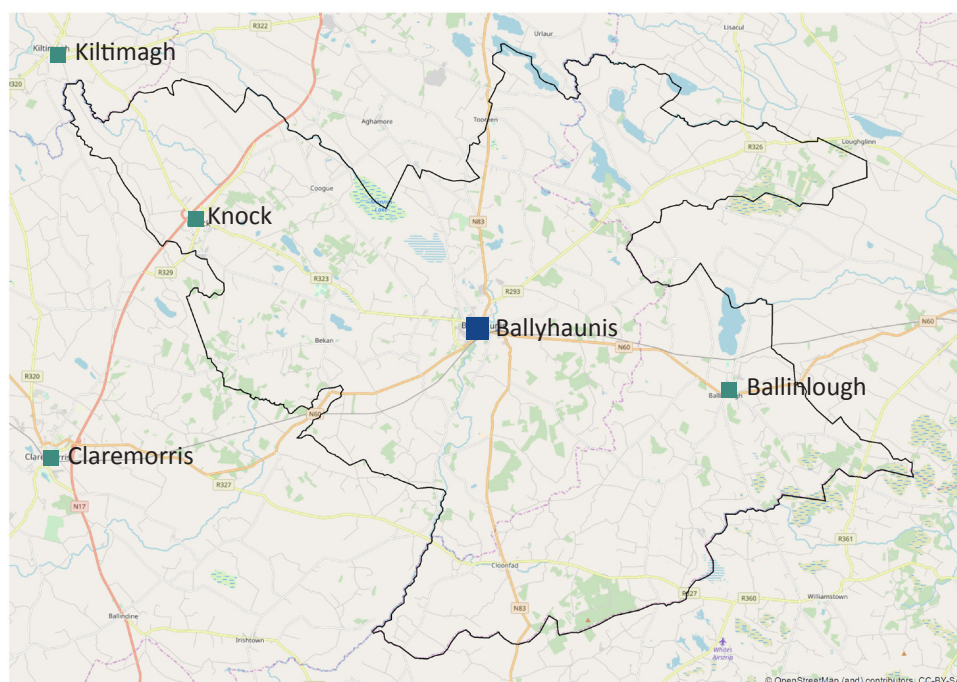 R322
Lisacul
Urlaur
Kiltimagh
R320
Aghamore
Tooreen
R326
Loughglinn
Coogue
Knock
N83
R329
R323
R293
Ballyhaunis
N60
Bekan
N60
R320
Ballinlough
N60
Claremorris
R327
N17
R361
Cloonfad
R327
R360
Williamstown
N83
Ballindine
Irishtown
Whites
Airstrip
© OpenStreetMap (and) contributors, CC-BY-SA